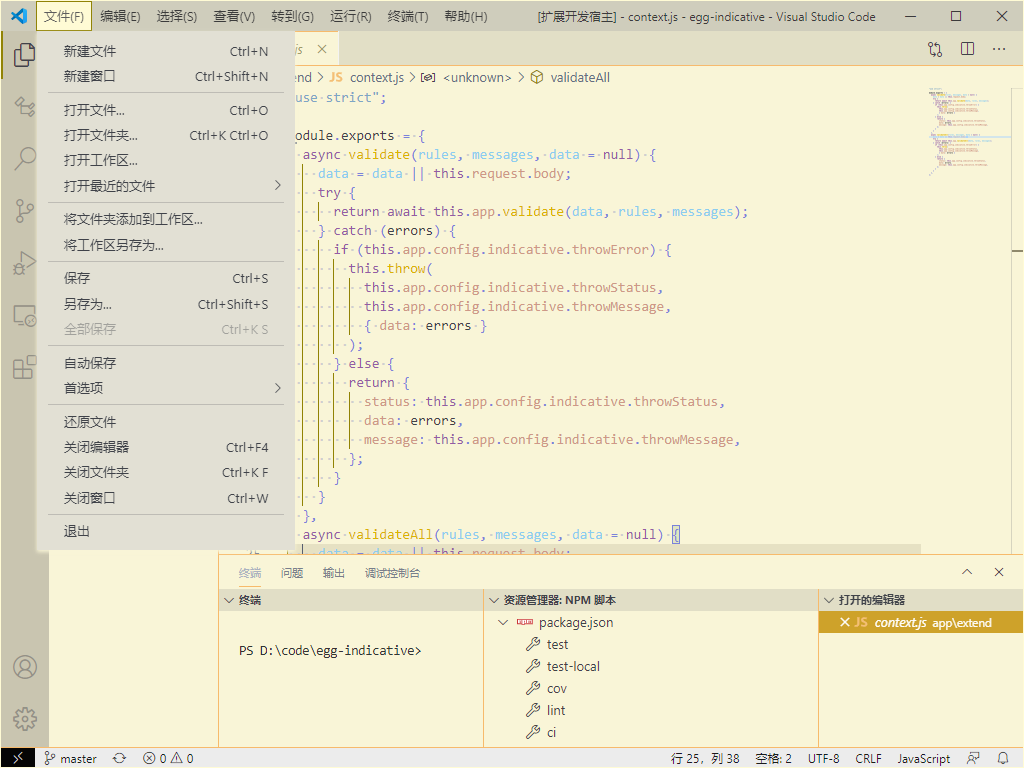 文件(F) 编辑(E) 选择(S) 查看(V) 转到(G) 运行(R) 终端(T) 帮助(H) [扩展开发宿主] - context.js - egg-indicative - Visual Studio Code
新建文件 Ctrl+N
新建窗口 Ctrl+Shift+N
打开文件... Ctrl+O
打开文件夹... Ctrl+K Ctrl+O
打开工作区...
打开最近的文件
将文件夹添加到工作区...
将工作区另存为...
保存 Ctrl+S
另存为... Ctrl+Shift+S
全部保存 Ctrl+K S
自动保存
首选项
还原文件
关闭编辑器 Ctrl+F4
关闭文件夹 Ctrl+K F
关闭窗口 Ctrl+W
退出
js
end > JS context.js > <unknown> > validateAll
use strict";
odule.exports = {
async validate(rules, messages, data = null) {
data = data || this.request.body;
try {
return await this.app.validate(data, rules, messages);
} catch (errors) {
if (this.app.config.indicative.throwError) {
this.throw(
this.app.config.indicative.throwStatus,
this.app.config.indicative.throwMessage,
{ data: errors }
);
} else {
return {
status: this.app.config.indicative.throwStatus,
data: errors,
message: this.app.config.indicative.throwMessage,
};
}
}
},
async validateAll(rules, messages, data = null) {
data = data || this.request.body;
终端 问题 输出 调试控制台
终端
PS D:\code\egg-indicative>
资源管理器: NPM 脚本
package.json
test
test-local
cov
lint
ci
打开的编辑器
JS context.js app\extend
master 0 0 行 25，列 38 空格: 2 UTF-8 CRLF JavaScript